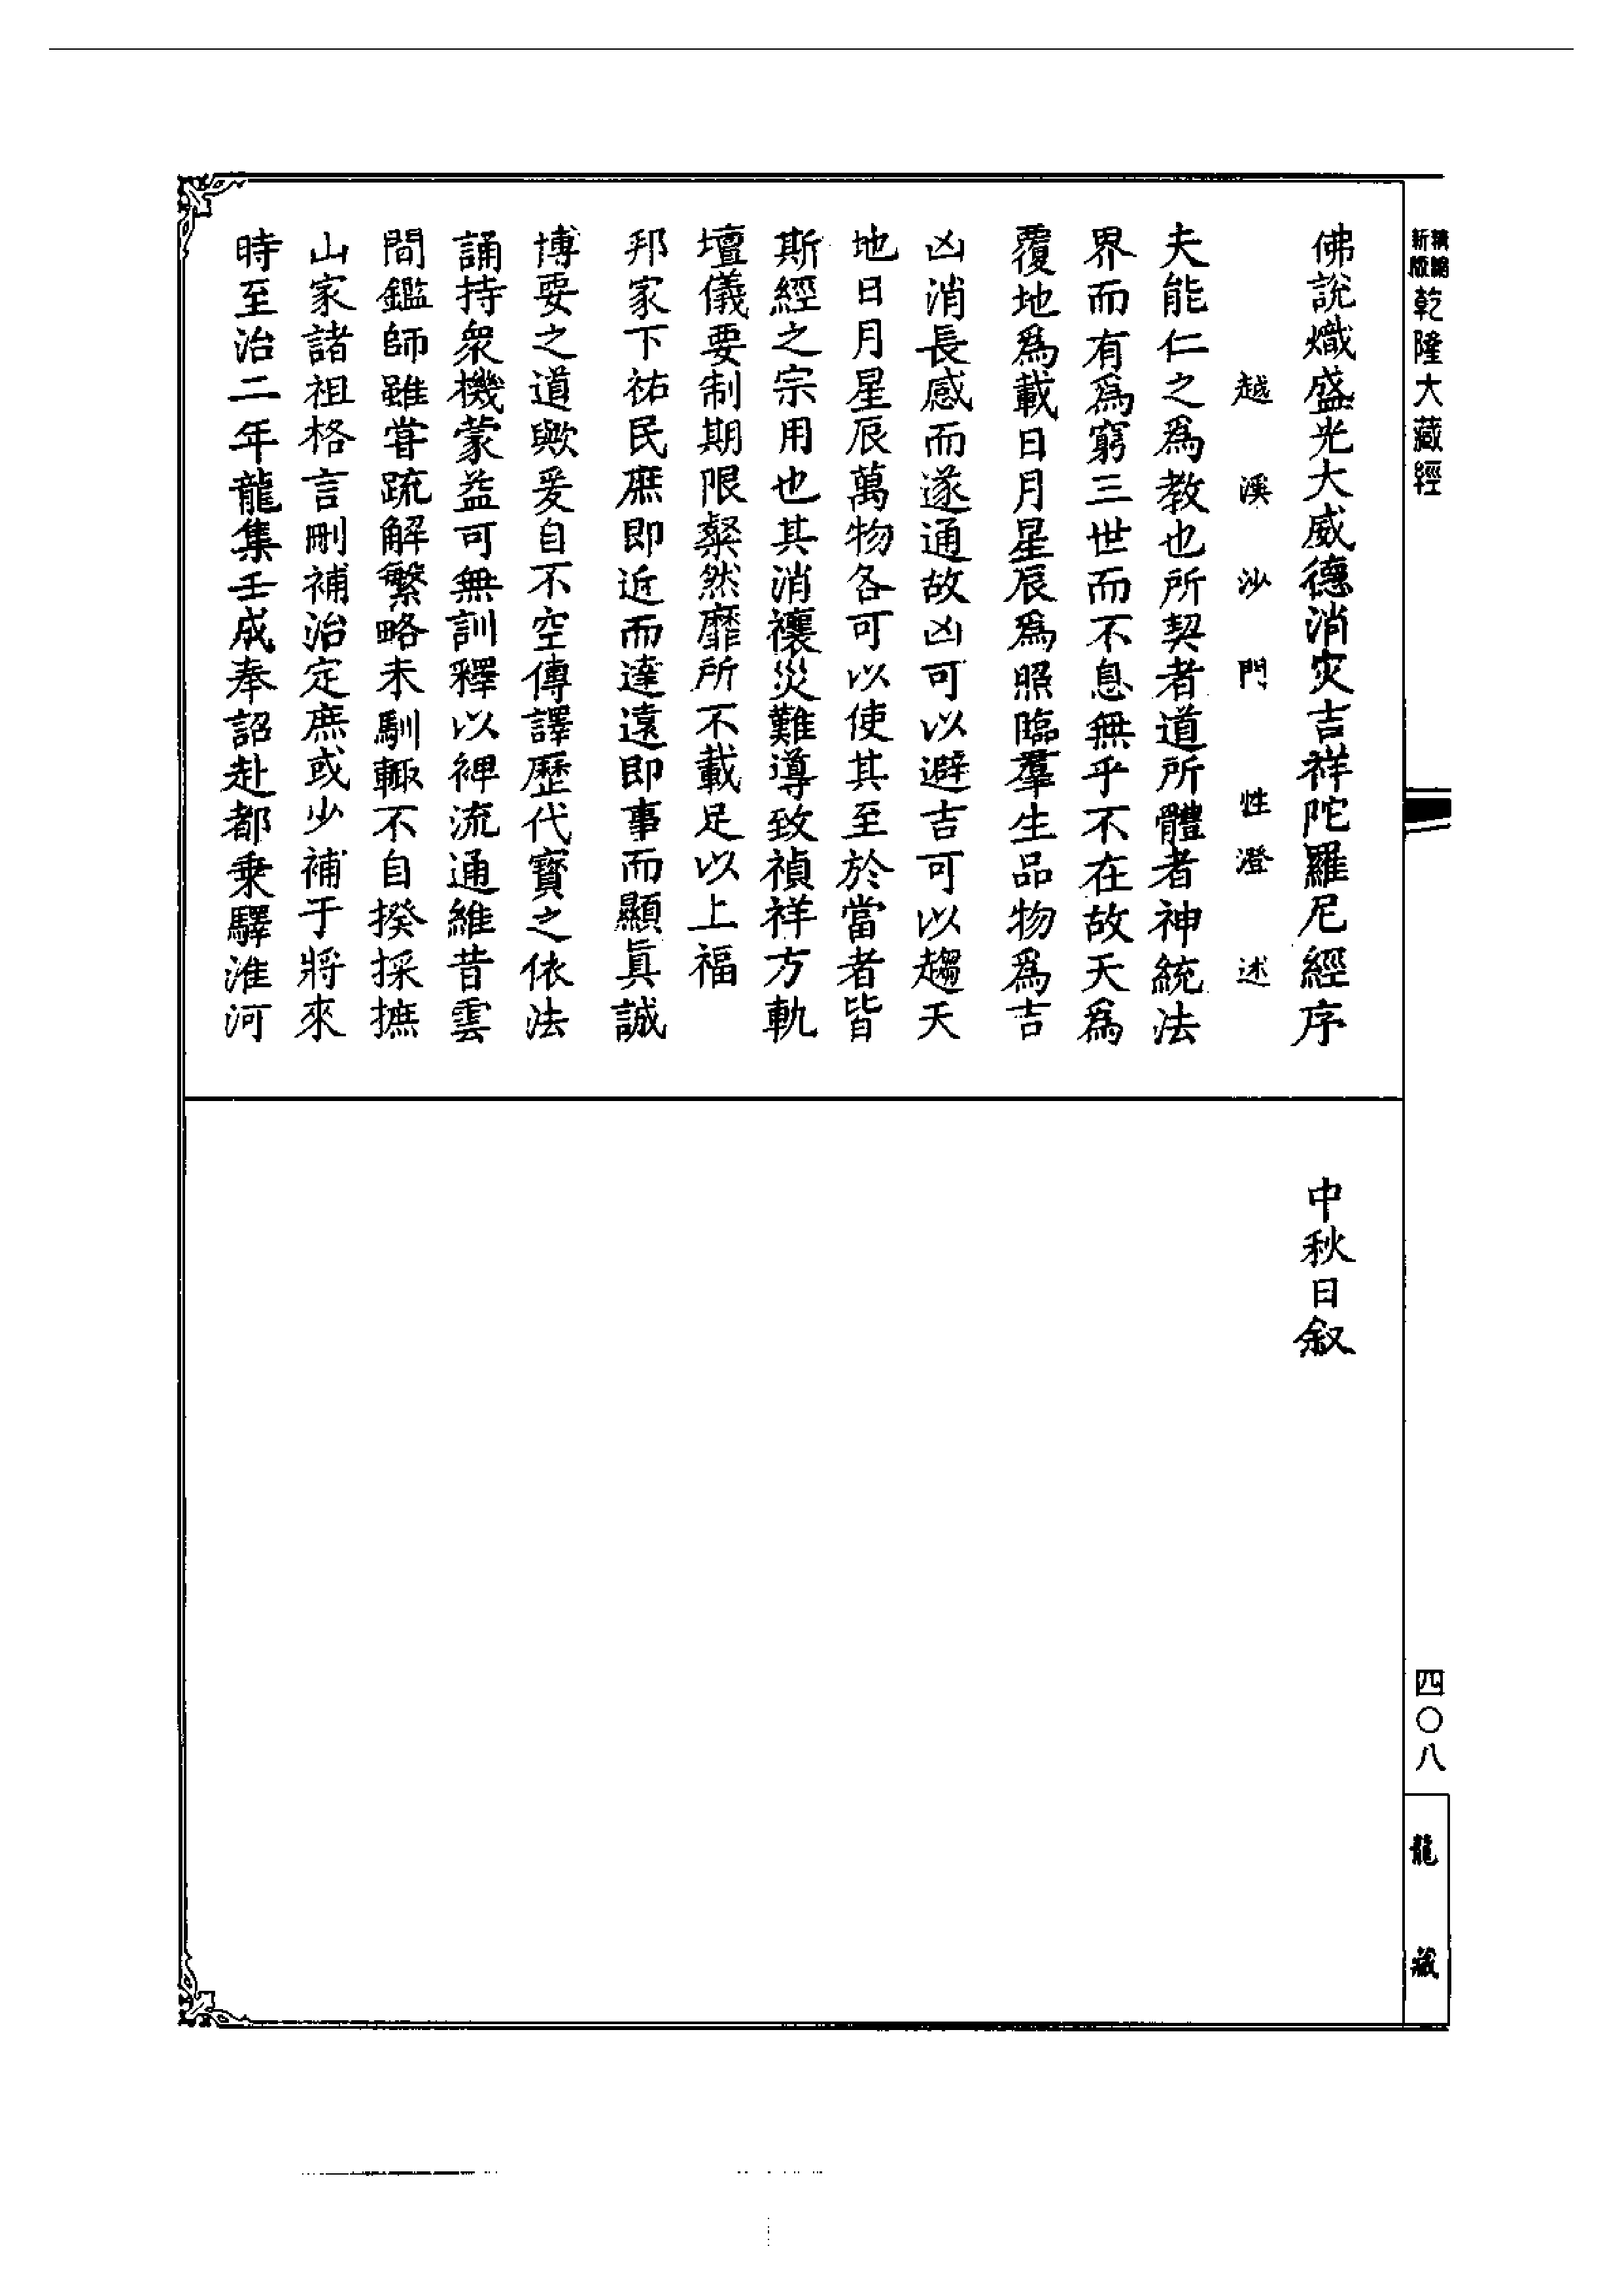 佛說熾盛光大威德消灾吉祥陀羅尼經序
越溪沙門性澄述
夫能仁之爲教也所契者道所體者神統法
界而有爲窮三世而不息無乎不在故天爲
覆地爲載日月星辰爲照臨羣生品物爲吉
凶消長感而遂通故凶可以避吉可以趨天
地日月星辰萬物各可以使其至於當者皆
斯經之宗用也其消禳災難導致禎祥方軌
壇儀要制期限粲然靡所不載足以上福
邦家下祐民庶即近而達遠即事而顯眞誠
博要之道歟爰自不空傳譯歷代寳之依法
誦持衆機蒙益可無訓釋以裨流通維昔雲
間鑑師雖甞疏解繁略未馴輙不自揆採摭
山家諸祖格言刪補治定庶或少補于將來
時至治二年龍集壬戌奉詔赴都乗驛淮河
中秋日叙
新版精縮乾隆大藏經
四〇八
龍藏